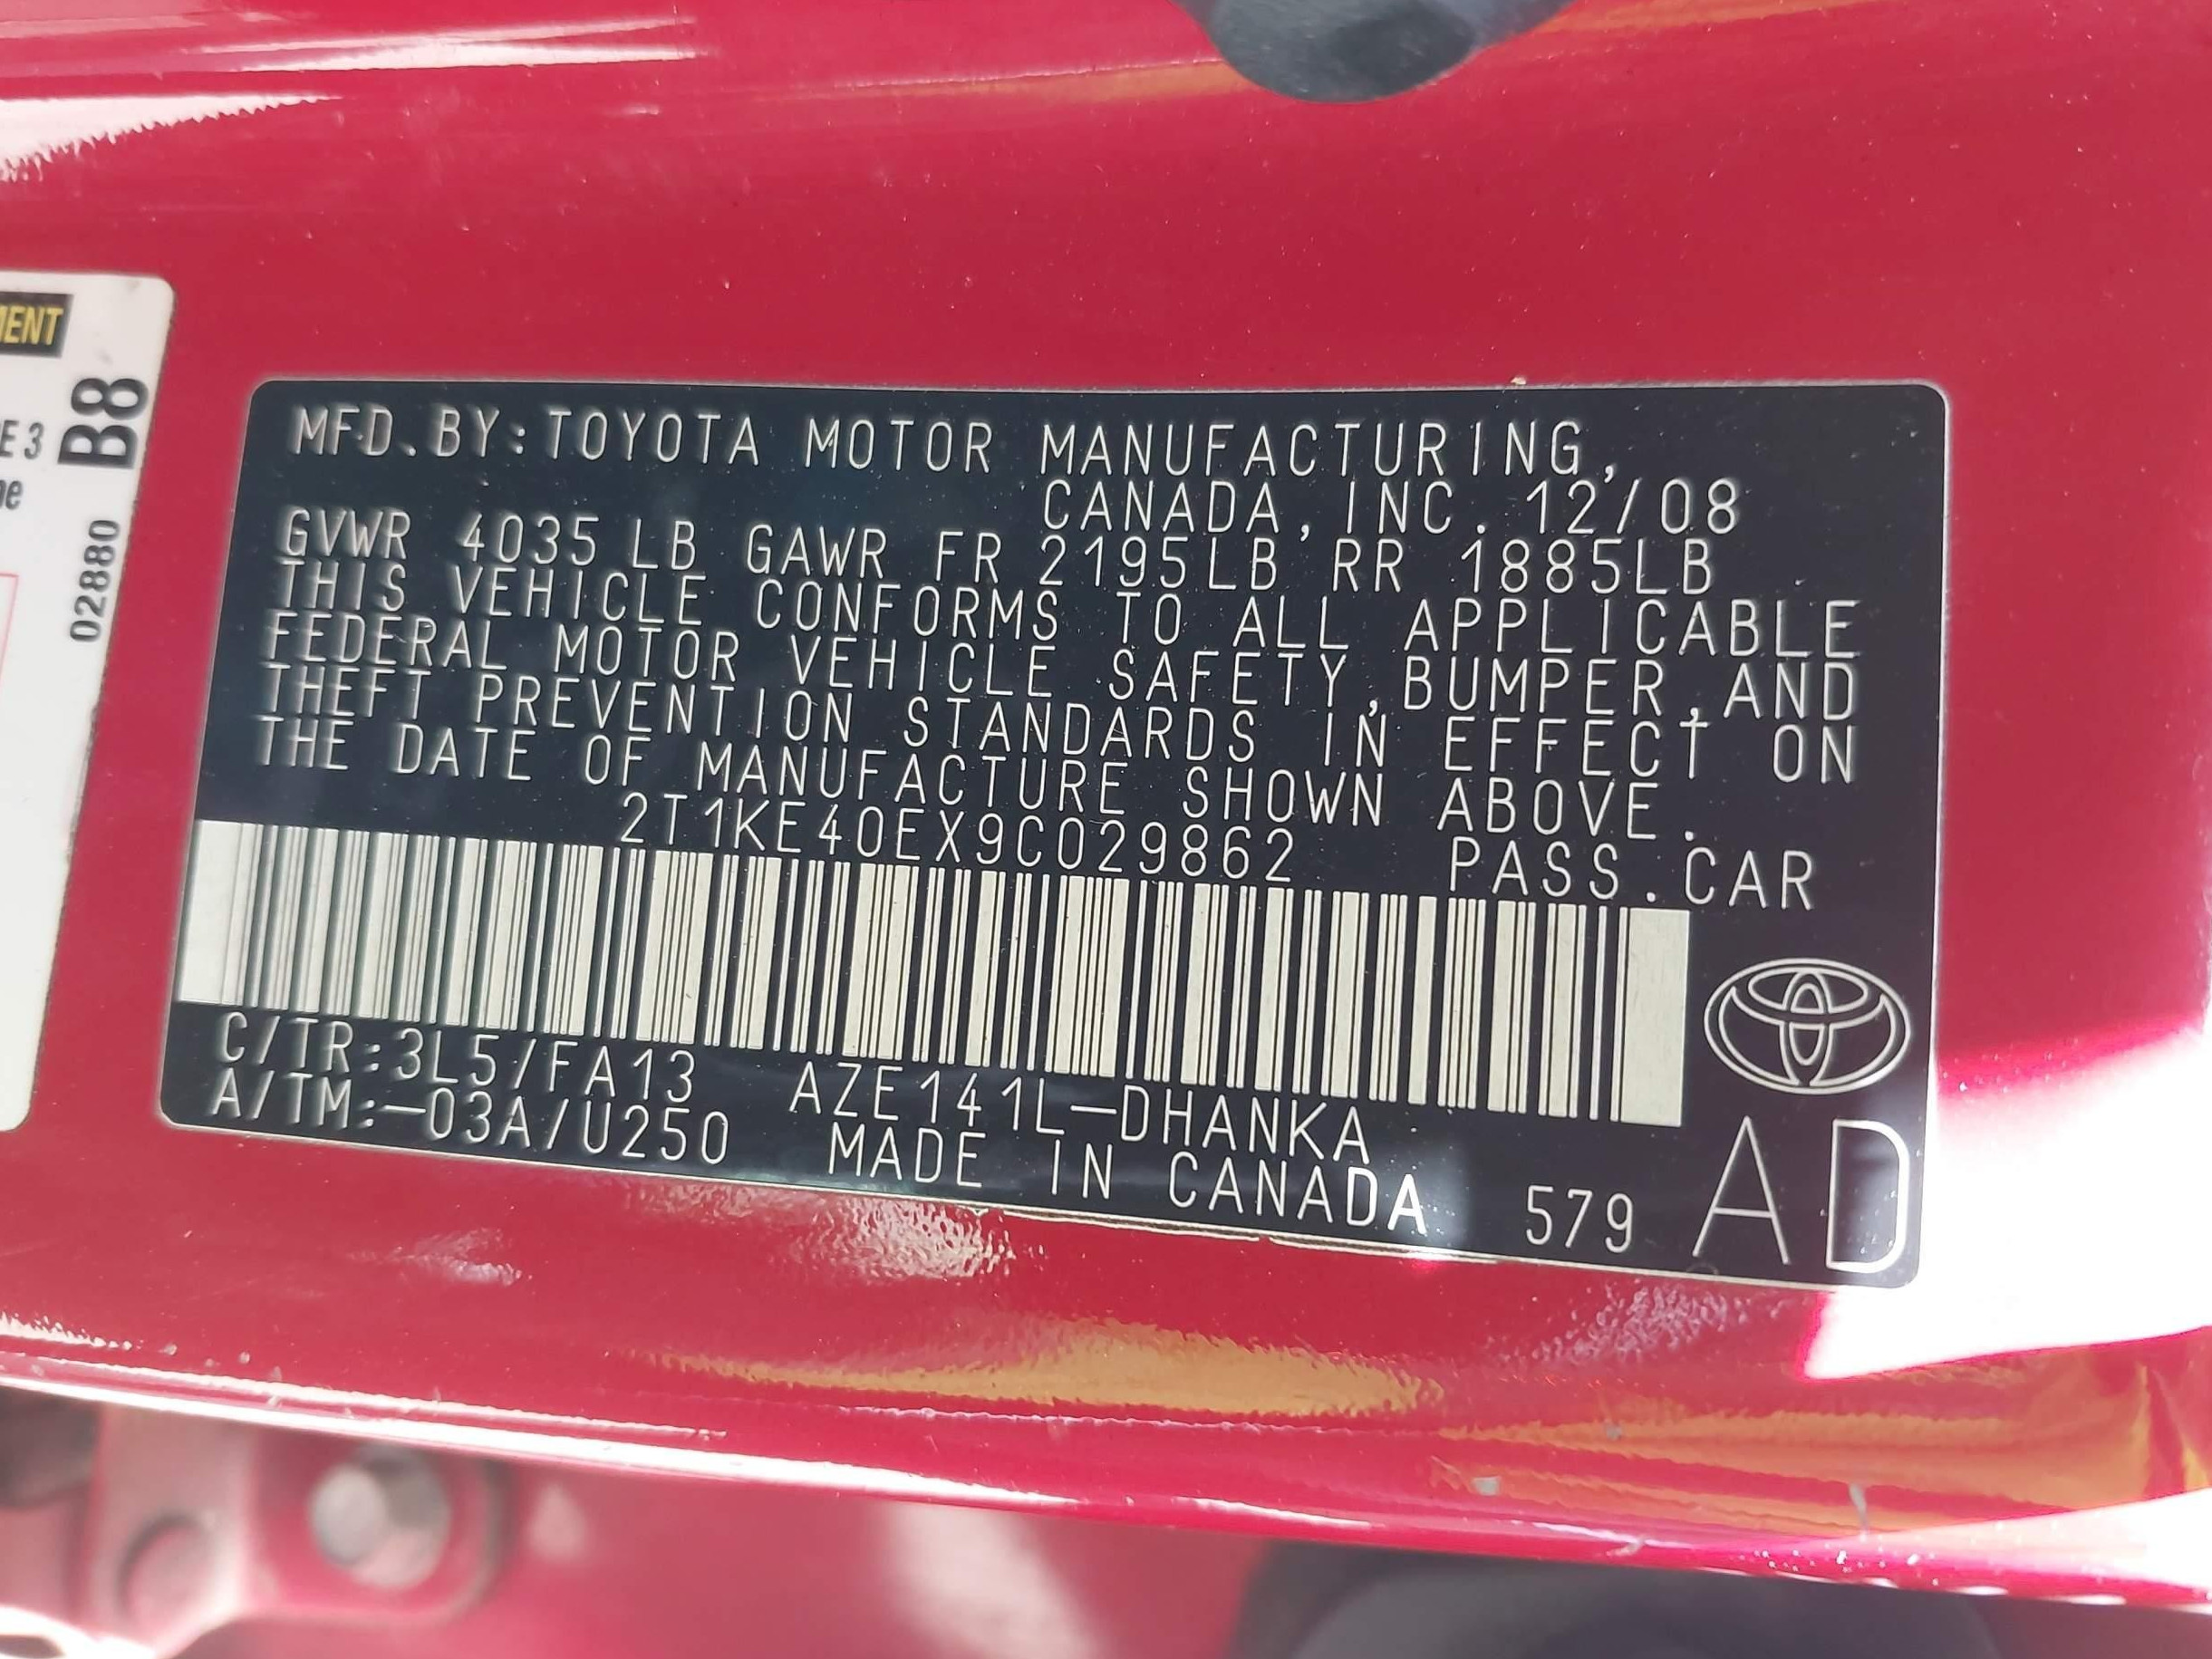 MENT
E 3
B8
02880
MFD.BY:TOYOTA MOTOR MANUFACTURING,
CANADA,INC. 12/08
GVWR 4035 LB GAWR FR 2195LB RR 1885LB
THIS VEHICLE CONFORMS TO ALL APPLICABLE
FEDERAL MOTOR VEHICLE SAFETY,BUMPER,AND
THEFT PREVENTION STANDARDS IN EFFECT ON
THE DATE OF MANUFACTURE SHOWN ABOVE.
2T1KE40EX9C029862 PASS.CAR
C/TR:3L5/FA13 AZE141L-DHANKA
A/TM:-03A/U250 MADE IN CANADA 579 AD